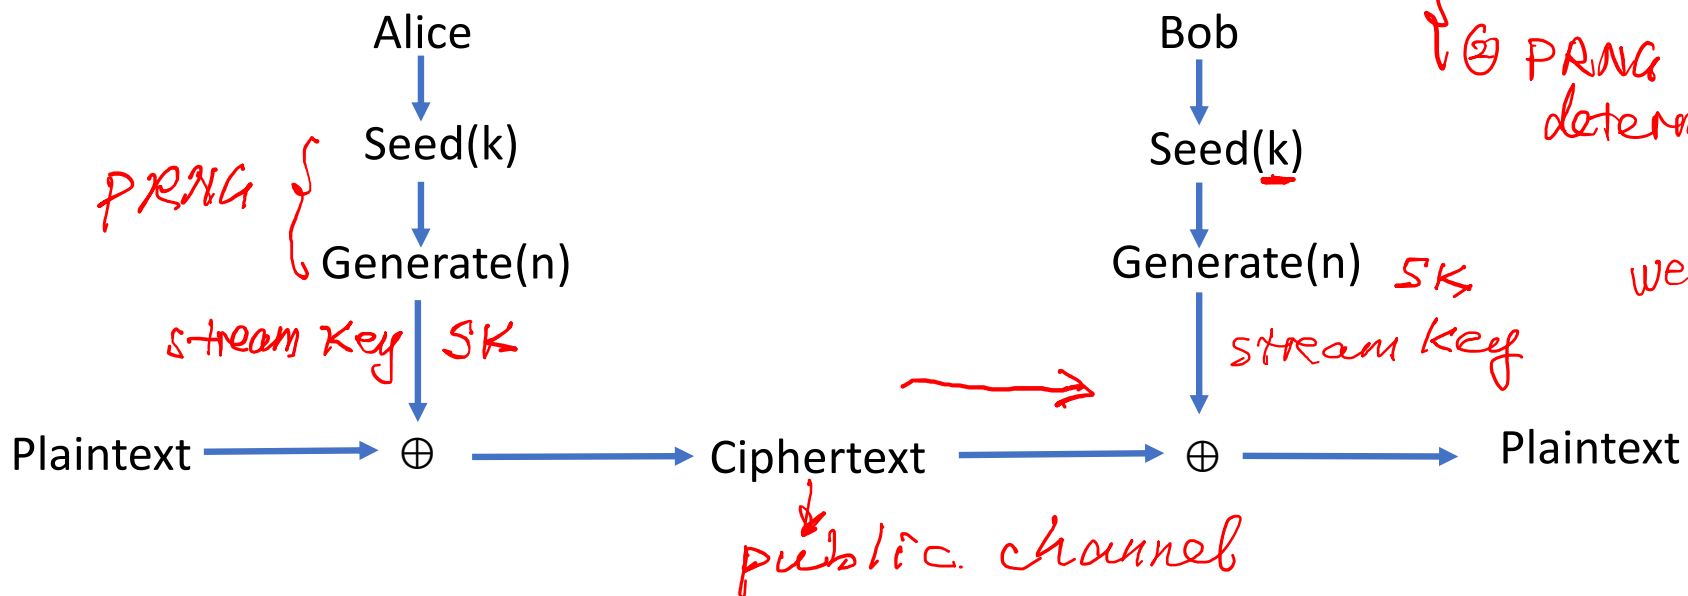 Alice
Bob
② PRNG
Seed(k)
Seed(k)
PRNG
Generate(n)
Generate(n)
SK
stream key
SK
stream key
Plaintext
⊕
Ciphertext
⊕
Plaintext
public channel